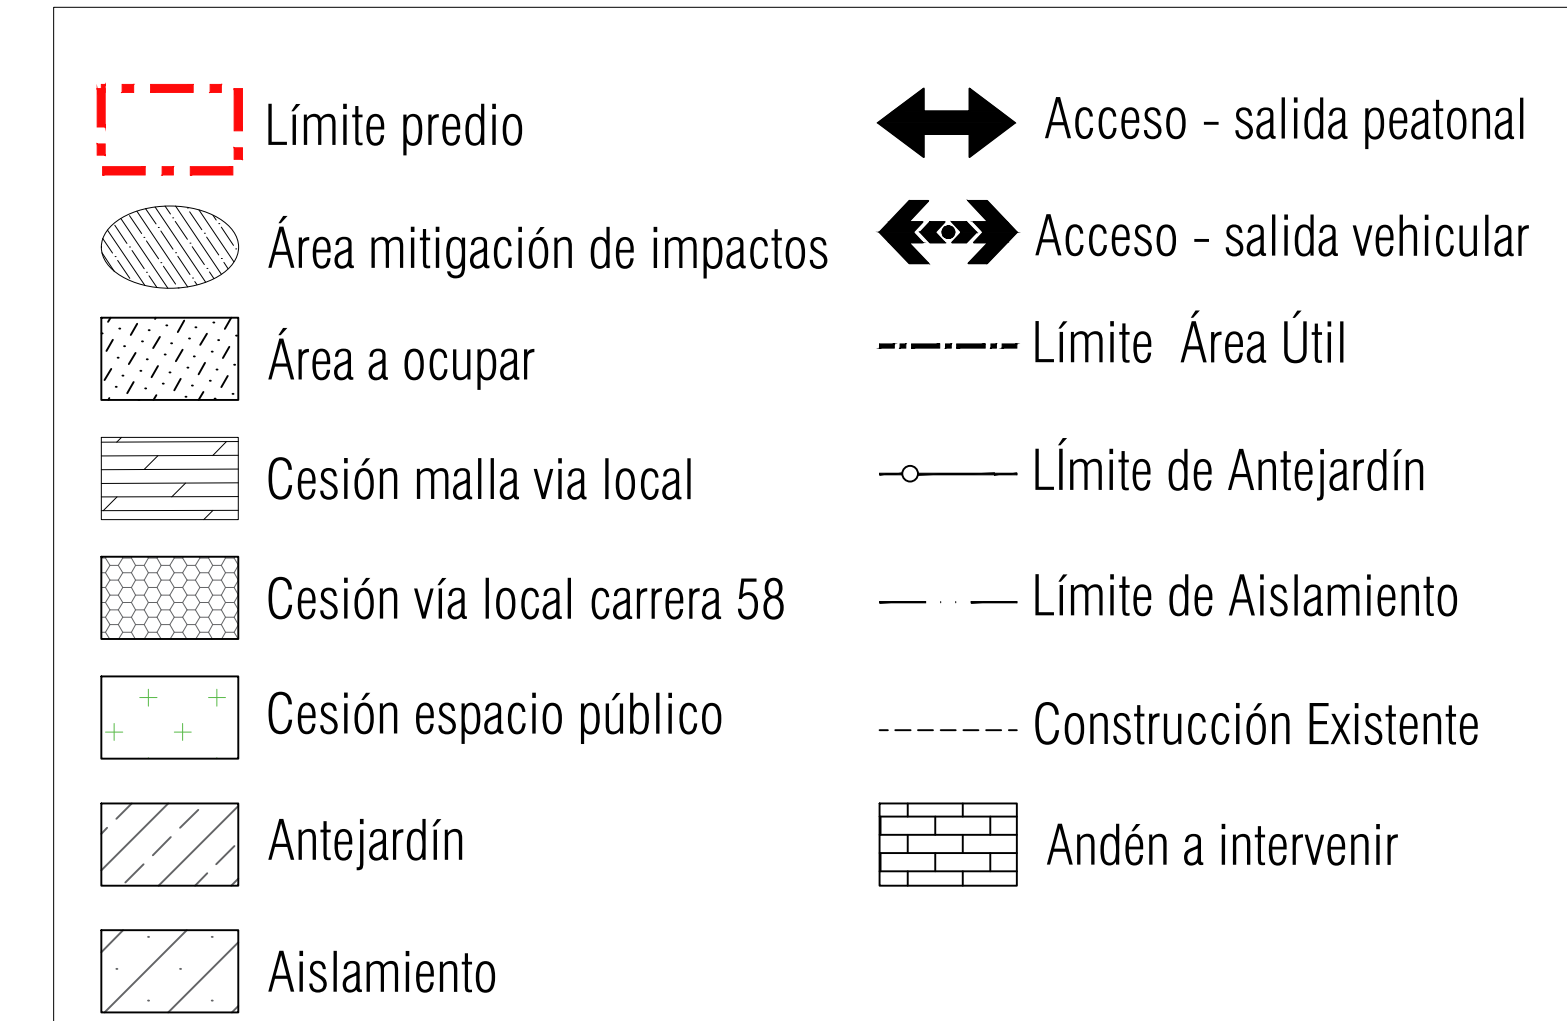 Límite predio
Área mitigación de impactos
Área a ocupar
Cesión malla via local
Cesión vía local carrera 58
Cesión espacio público
Antejardín
Aislamiento
Acceso - salida peatonal
Acceso - salida vehicular
Límite Área Útil
LÍmite de Antejardín
Límite de Aislamiento
Construcción Existente
Andén a intervenir